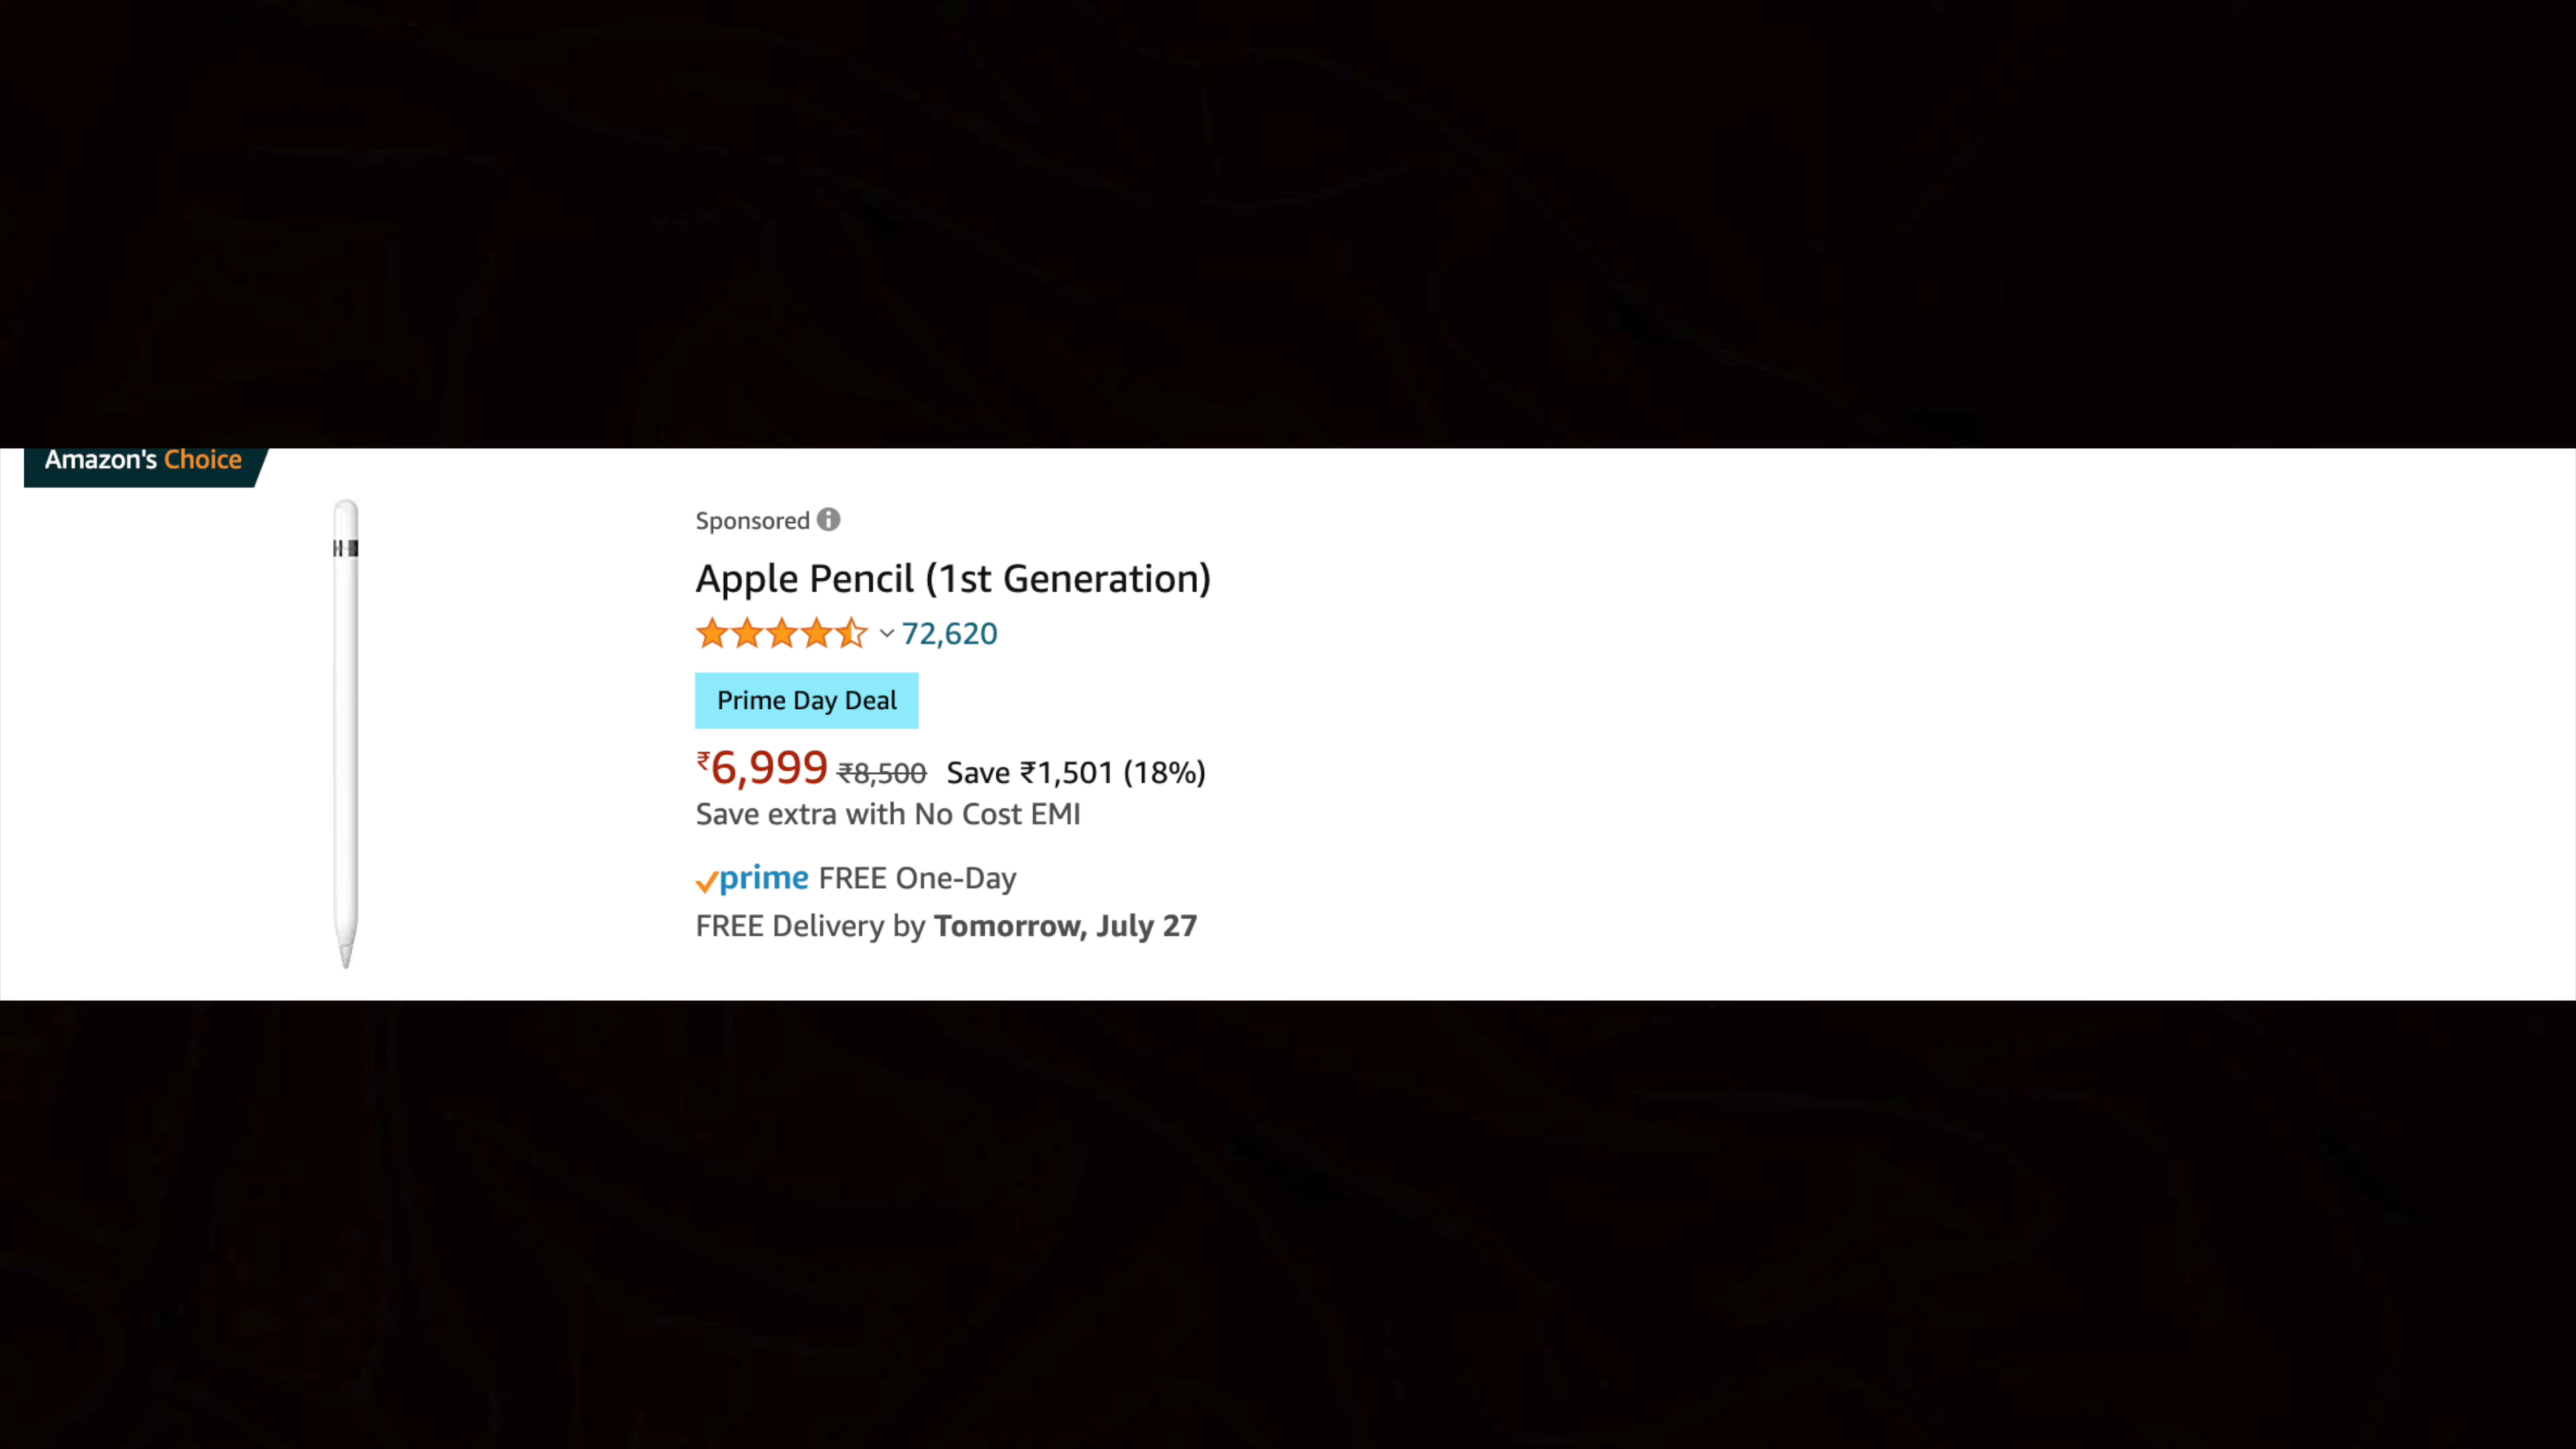 Amazon's Choice
Sponsored
Apple Pencil (1st Generation)
72,620
Prime Day Deal
₹6,999 ₹8,500 Save ₹1,501 (18%)
Save extra with No Cost EMI
prime FREE One-Day
FREE Delivery by Tomorrow, July 27